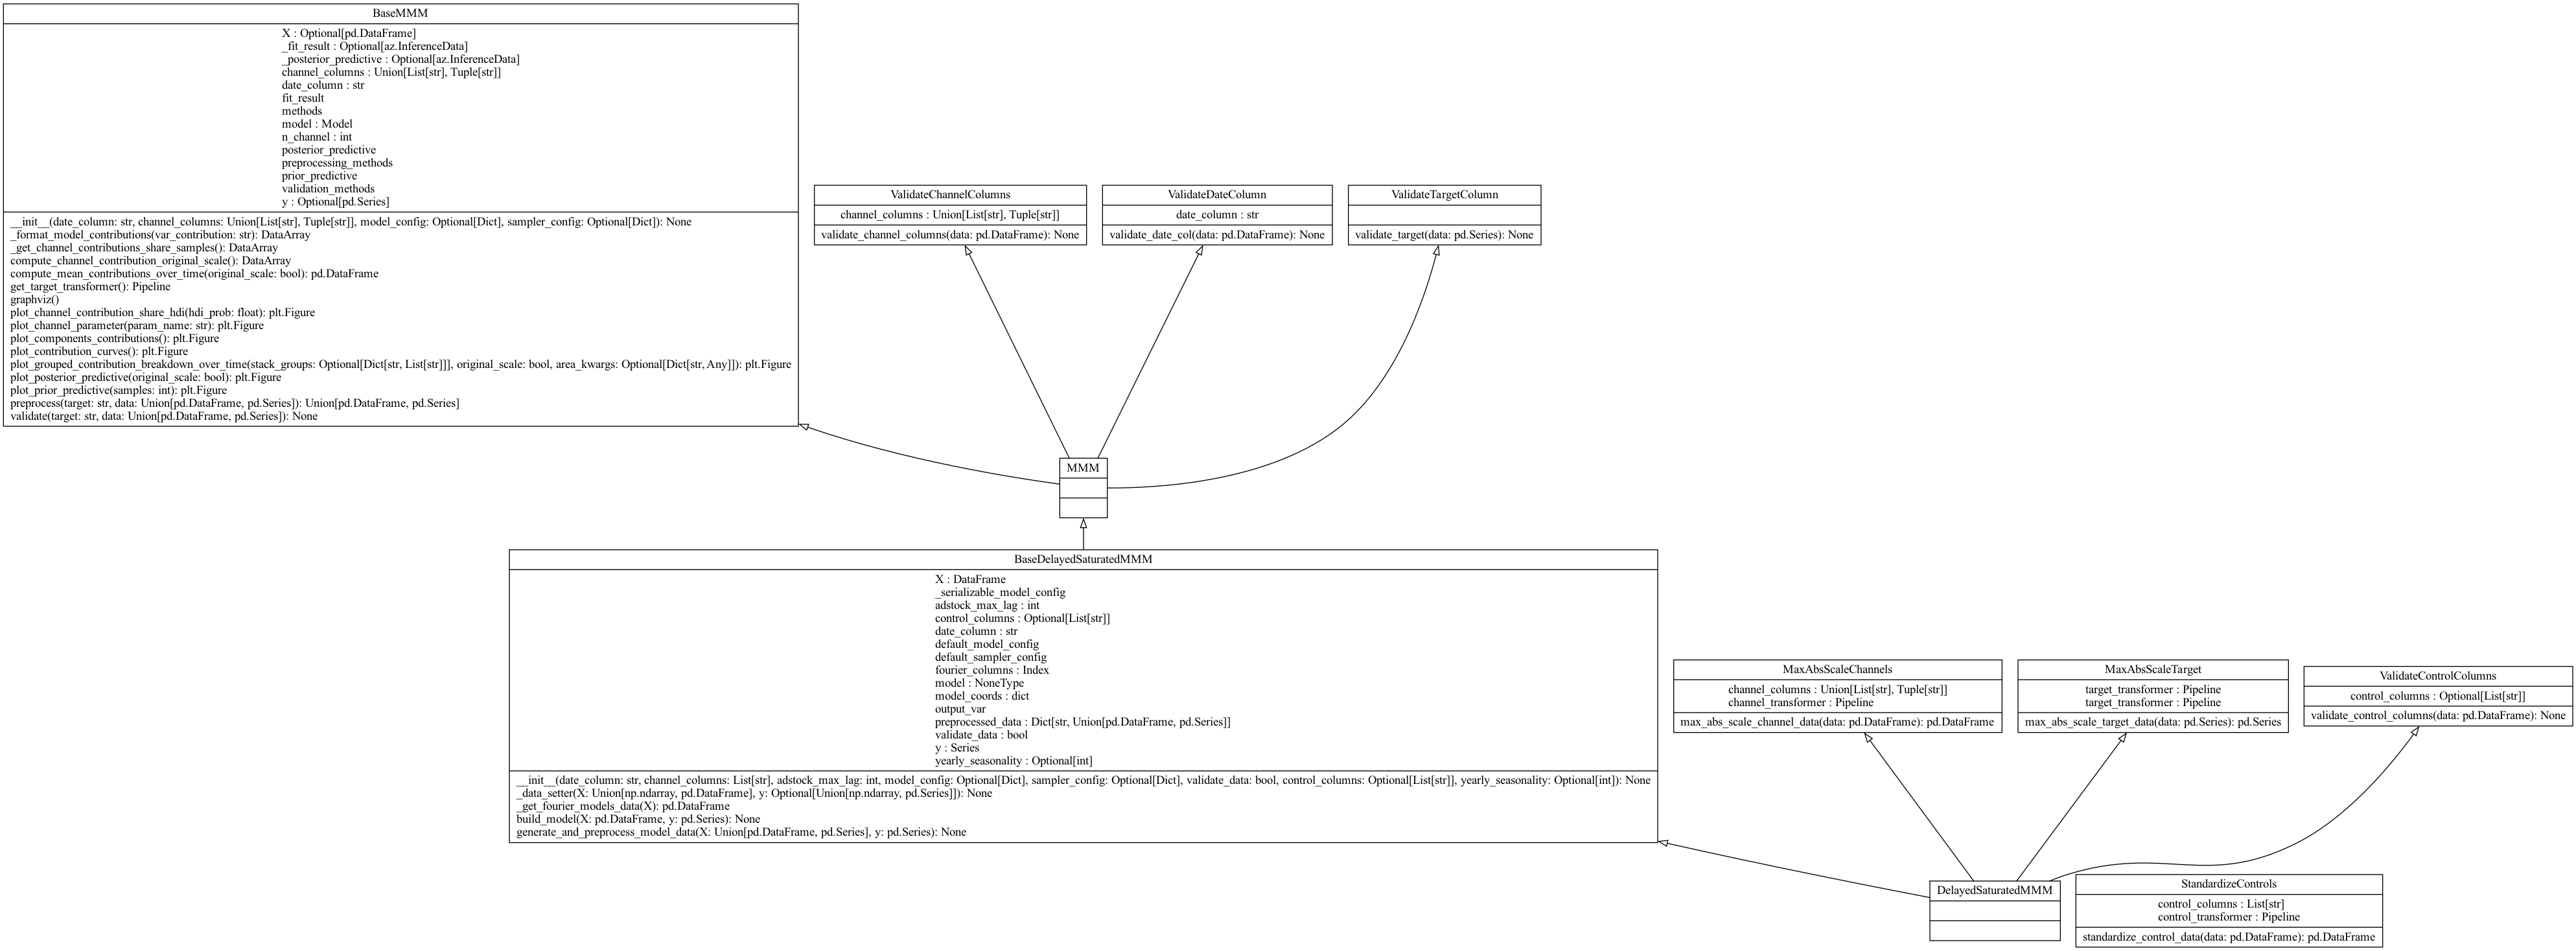 BaseMMM
X : Optional[pd.DataFrame]
_fit_result : Optional[az.InferenceData]
_posterior_predictive : Optional[az.InferenceData]
channel_columns : Union[List[str], Tuple[str]]
date_column : str
fit_result
methods
model : Model
n_channel : int
posterior_predictive
preprocessing_methods
prior_predictive
validation_methods
y : Optional[pd.Series]
__init__(date_column: str, channel_columns: Union[List[str], Tuple[str]], model_config: Optional[Dict], sampler_config: Optional[Dict]): None
_format_model_contributions(var_contribution: str): DataArray
_get_channel_contributions_share_samples(): DataArray
compute_channel_contribution_original_scale(): DataArray
compute_mean_contributions_over_time(original_scale: bool): pd.DataFrame
get_target_transformer(): Pipeline
graphviz()
plot_channel_contribution_share_hdi(hdi_prob: float): plt.Figure
plot_channel_parameter(param_name: str): plt.Figure
plot_components_contributions(): plt.Figure
plot_contribution_curves(): plt.Figure
plot_grouped_contribution_breakdown_over_time(stack_groups: Optional[Dict[str, List[str]]], original_scale: bool, area_kwargs: Optional[Dict[str, Any]]): plt.Figure
plot_posterior_predictive(original_scale: bool): plt.Figure
plot_prior_predictive(samples: int): plt.Figure
preprocess(target: str, data: Union[pd.DataFrame, pd.Series]): Union[pd.DataFrame, pd.Series]
validate(target: str, data: Union[pd.DataFrame, pd.Series]): None
ValidateChannelColumns
channel_columns : Union[List[str], Tuple[str]]
validate_channel_columns(data: pd.DataFrame): None
ValidateDateColumn
date_column : str
validate_date_col(data: pd.DataFrame): None
ValidateTargetColumn
validate_target(data: pd.Series): None
MMM
BaseDelayedSaturatedMMM
X : DataFrame
_serializable_model_config
adstock_max_lag : int
control_columns : Optional[List[str]]
date_column : str
default_model_config
default_sampler_config
fourier_columns : Index
model : NoneType
model_coords : dict
output_var
preprocessed_data : Dict[str, Union[pd.DataFrame, pd.Series]]
validate_data : bool
y : Series
yearly_seasonality : Optional[int]
__init__(date_column: str, channel_columns: List[str], adstock_max_lag: int, model_config: Optional[Dict], sampler_config: Optional[Dict], validate_data: bool, control_columns: Optional[List[str]], yearly_seasonality: Optional[int]): None
_data_setter(X: Union[np.ndarray, pd.DataFrame], y: Optional[Union[np.ndarray, pd.Series]]): None
_get_fourier_models_data(X): pd.DataFrame
build_model(X: pd.DataFrame, y: pd.Series): None
generate_and_preprocess_model_data(X: Union[pd.DataFrame, pd.Series], y: pd.Series): None
MaxAbsScaleChannels
channel_columns : Union[List[str], Tuple[str]]
channel_transformer : Pipeline
max_abs_scale_channel_data(data: pd.DataFrame): pd.DataFrame
MaxAbsScaleTarget
target_transformer : Pipeline
target_transformer : Pipeline
max_abs_scale_target_data(data: pd.Series): pd.Series
ValidateControlColumns
control_columns : Optional[List[str]]
validate_control_columns(data: pd.DataFrame): None
DelayedSaturatedMMM
StandardizeControls
control_columns : List[str]
control_transformer : Pipeline
standardize_control_data(data: pd.DataFrame): pd.DataFrame